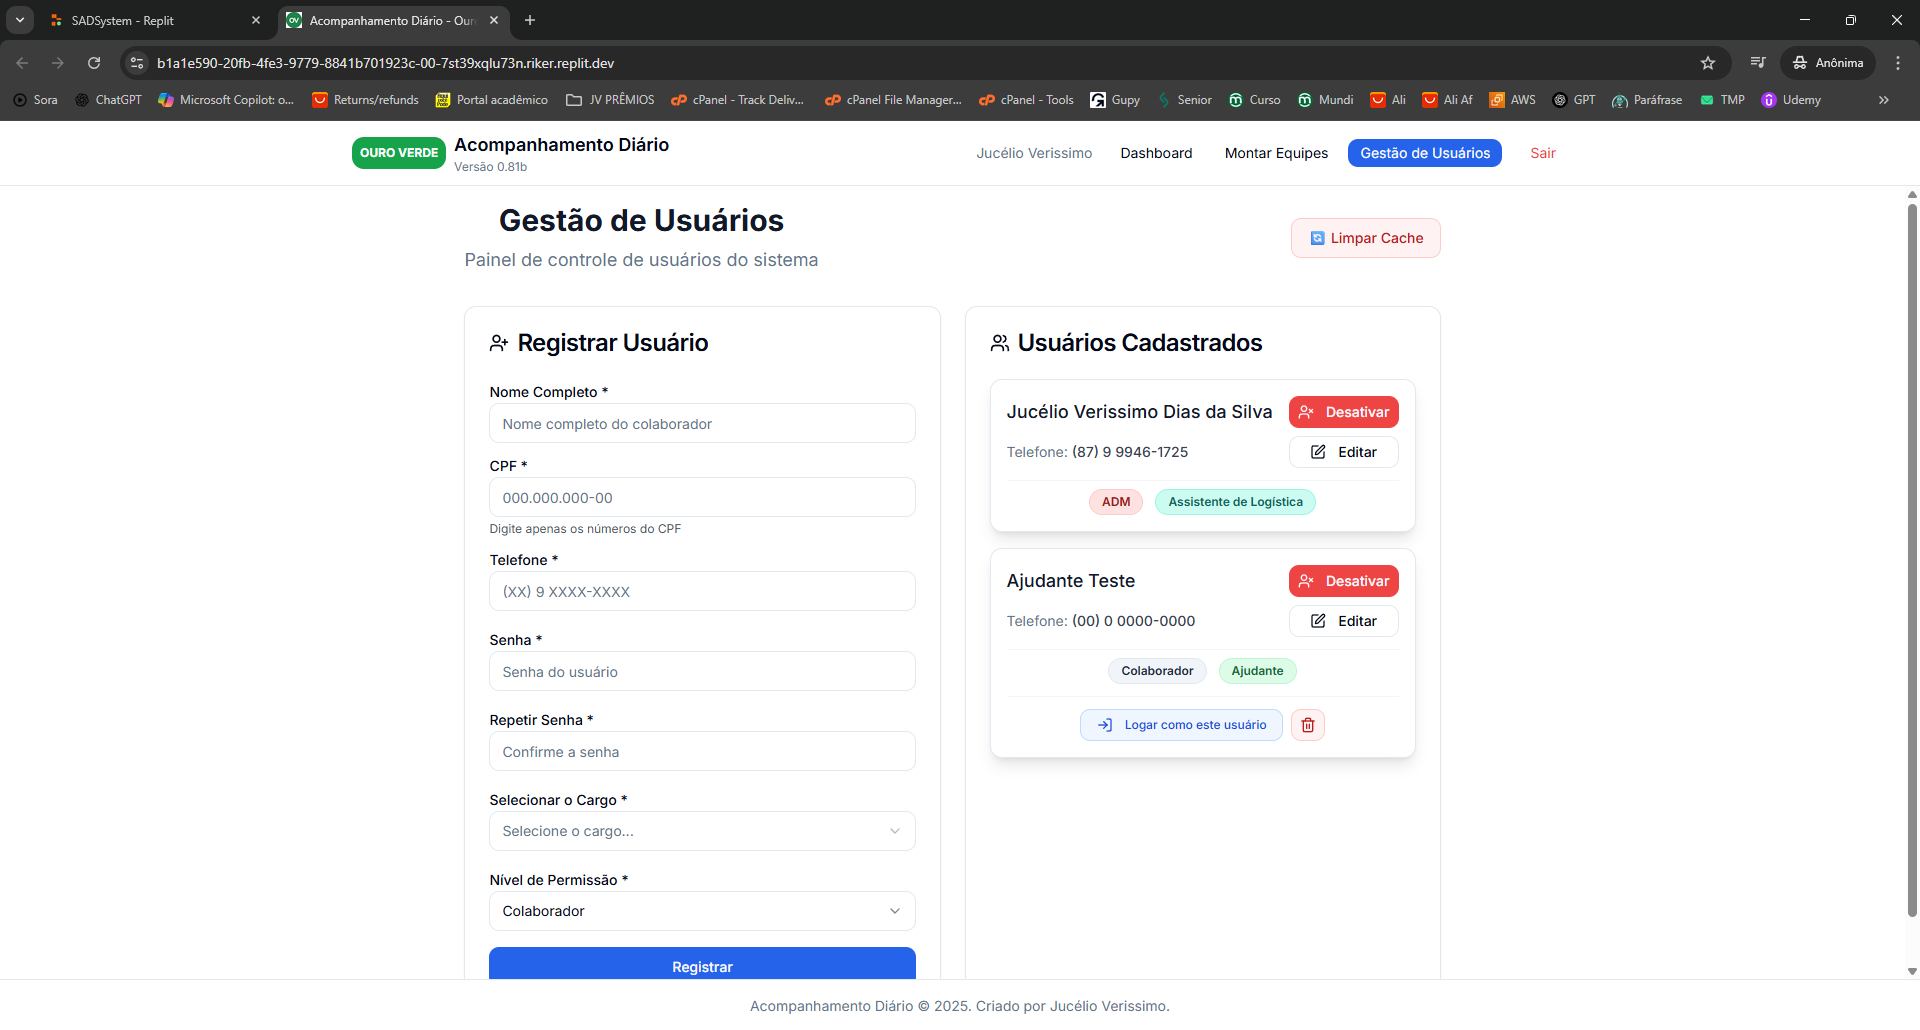 SADSystem - Replit
Acompanhamento Diário - Our
b1a1e590-20fb-4fe3-9779-8841b701923c-00-7st39xqlu73n.riker.replit.dev
Anônima
Sora
ChatGPT
Microsoft Copilot: o...
Returns/refunds
Portal acadêmico
JV PRÊMIOS
cPanel - Track Deliv...
cPanel File Manager...
cPanel - Tools
Gupy
Senior
Curso
Mundi
Ali
Ali Af
AWS
GPT
Paráfrase
TMP
Udemy
OURO VERDE
Acompanhamento Diário
Versão 0.81b
Jucélio Verissimo
Dashboard
Montar Equipes
Gestão de Usuários
Sair
Gestão de Usuários
Painel de controle de usuários do sistema
Limpar Cache
Registrar Usuário
Nome Completo *
Nome completo do colaborador
CPF *
000.000.000-00
Digite apenas os números do CPF
Telefone *
(XX) 9 XXXX-XXXX
Senha *
Senha do usuário
Repetir Senha *
Confirme a senha
Selecionar o Cargo *
Selecione o cargo...
Nível de Permissão *
Colaborador
Registrar
Usuários Cadastrados
Jucélio Verissimo Dias da Silva
Desativar
Telefone: (87) 9 9946-1725
Editar
ADM
Assistente de Logística
Ajudante Teste
Desativar
Telefone: (00) 0 0000-0000
Editar
Colaborador
Ajudante
Logar como este usuário
Acompanhamento Diário © 2025. Criado por Jucélio Verissimo.